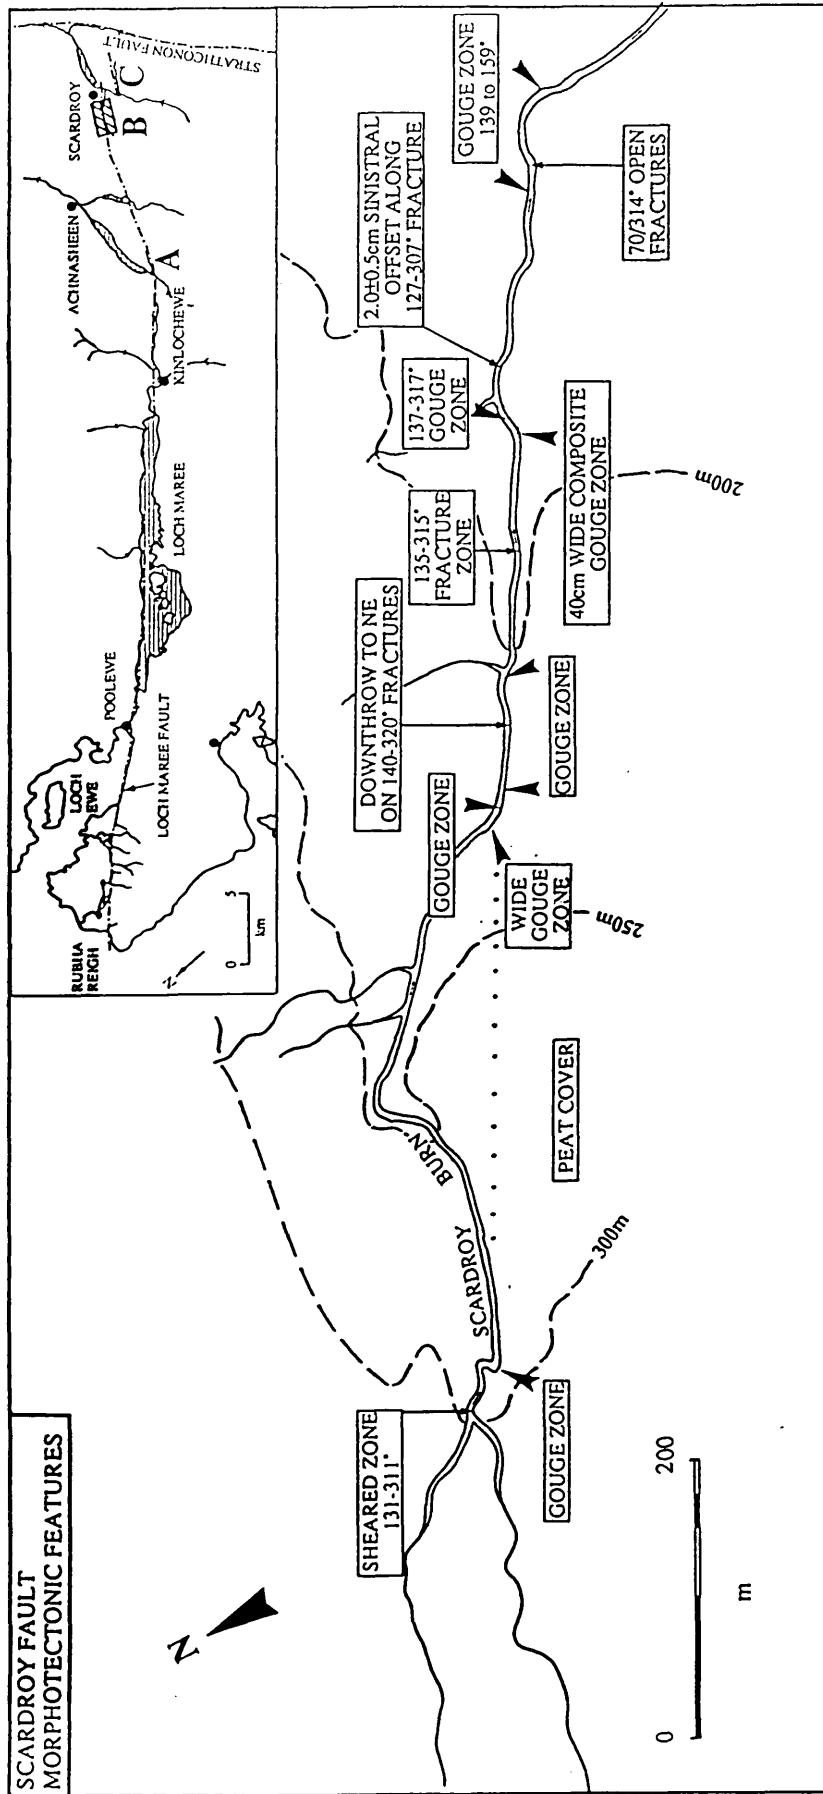 SCARDROY FAULT
MORPHOTECTONIC FEATURES
N
RUBHA
REIGH
LOCH
EWE
POOLEWE
LOCH MAREE FAULT
LOCH MAREE
KINLOCHEWE
ACHNASHEEN
SCARDROY
STRATHCONON FAULT
A
B
C
N
0 5
km
SHEARED ZONE
131-311°
GOUGE ZONE
300m
SCARDROY
BURN
PEAT COVER
250m
WIDE
GOUGE
ZONE
GOUGE ZONE
GOUGE ZONE
DOWNTHROW TO NE
ON 140-320° FRACTURES
135-315°
FRACTURE
ZONE
200m
40cm WIDE COMPOSITE
GOUGE ZONE
137-317°
GOUGE
ZONE
2.0±0.5cm SINISTRAL
OFFSET ALONG
127-307° FRACTURE
70/314° OPEN
FRACTURES
GOUGE ZONE
139 to 159°
0 200
m